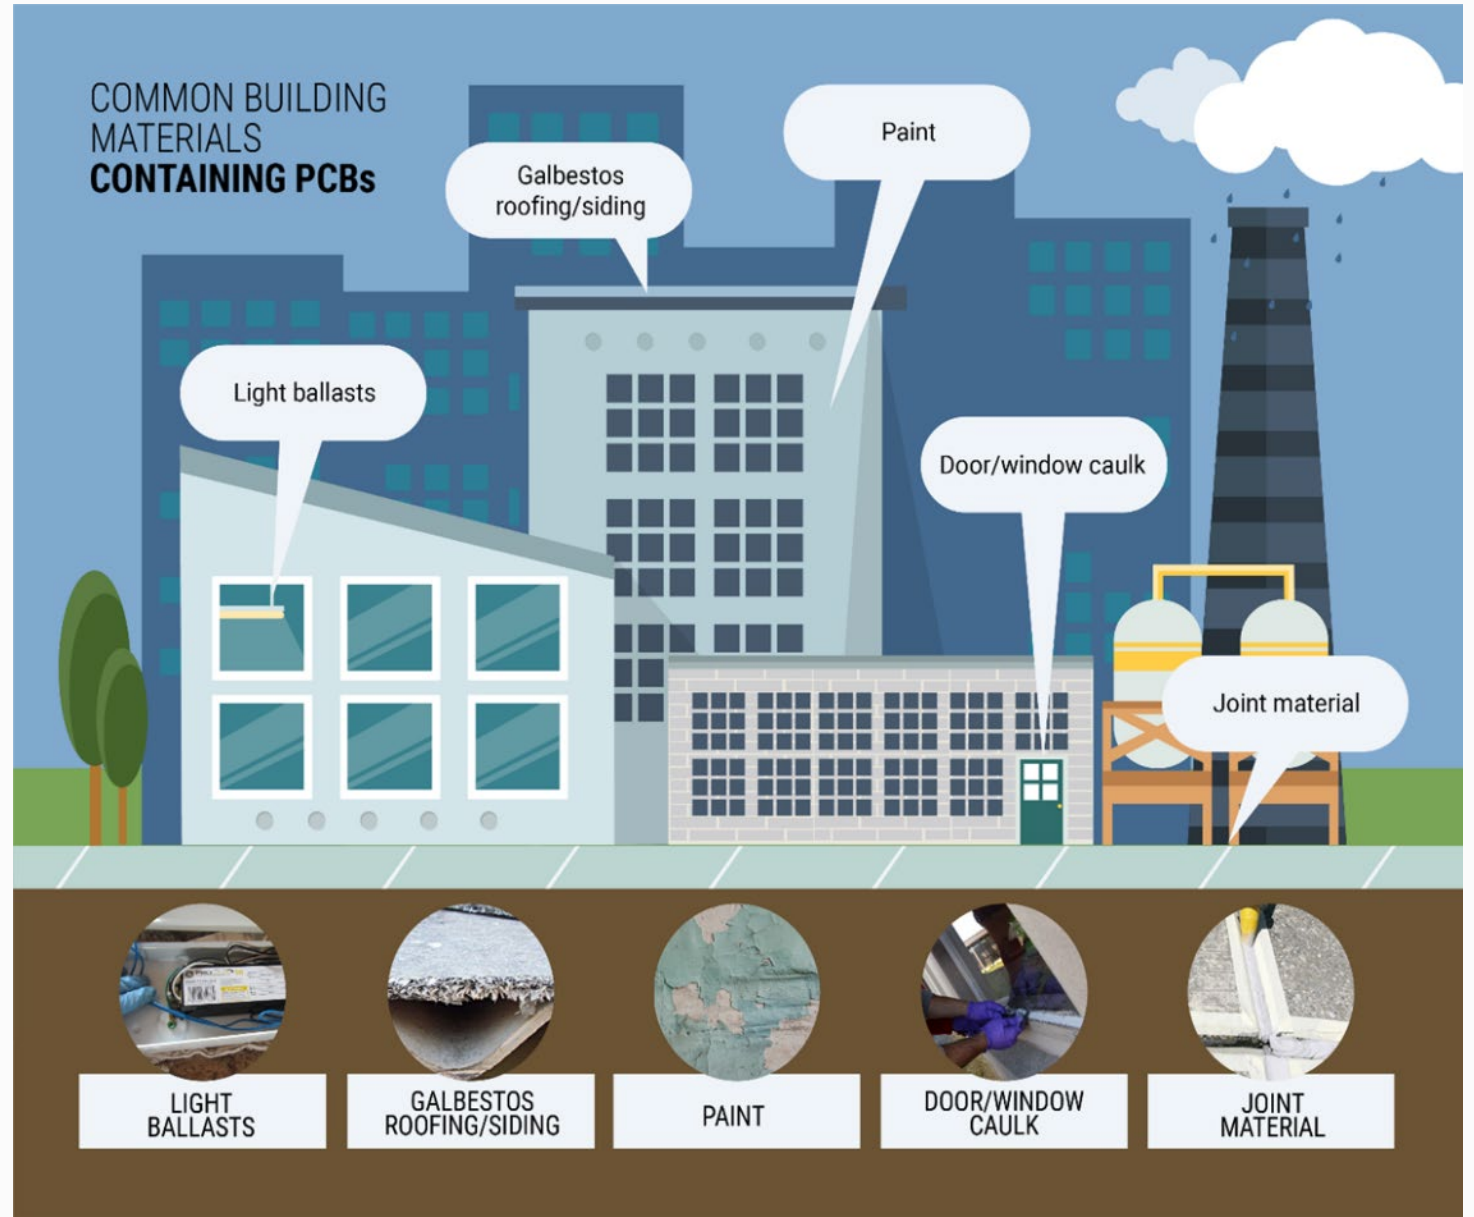 COMMON BUILDING
MATERIALS
CONTAINING PCBs
Paint
Galbestos
roofing/siding
Light ballasts
Door/window caulk
Joint material
LIGHT
BALLASTS
GALBESTOS
ROOFING/SIDING
PAINT
DOOR/WINDOW
CAULK
JOINT
MATERIAL